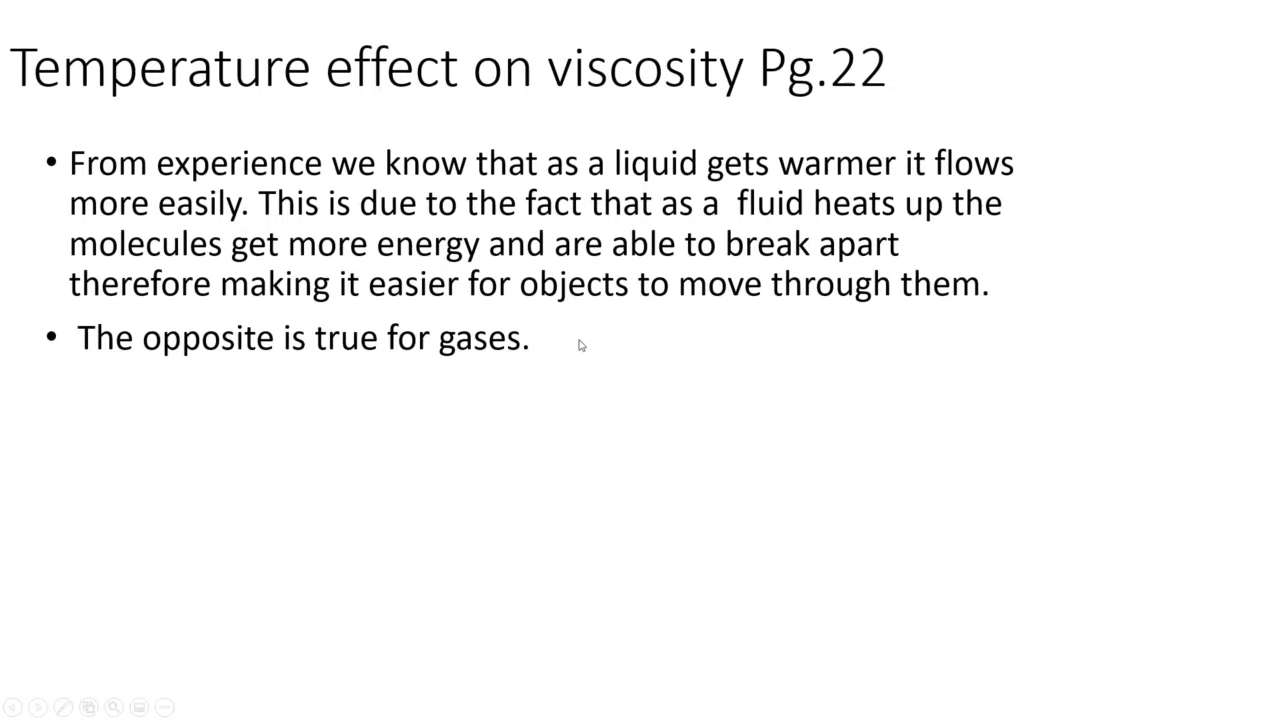 Temperature effect on viscosity Pg.22
• From experience we know that as a liquid gets warmer it flows
more easily. This is due to the fact that as a  fluid heats up the
molecules get more energy and are able to break apart
therefore making it easier for objects to move through them.
• The opposite is true for gases.